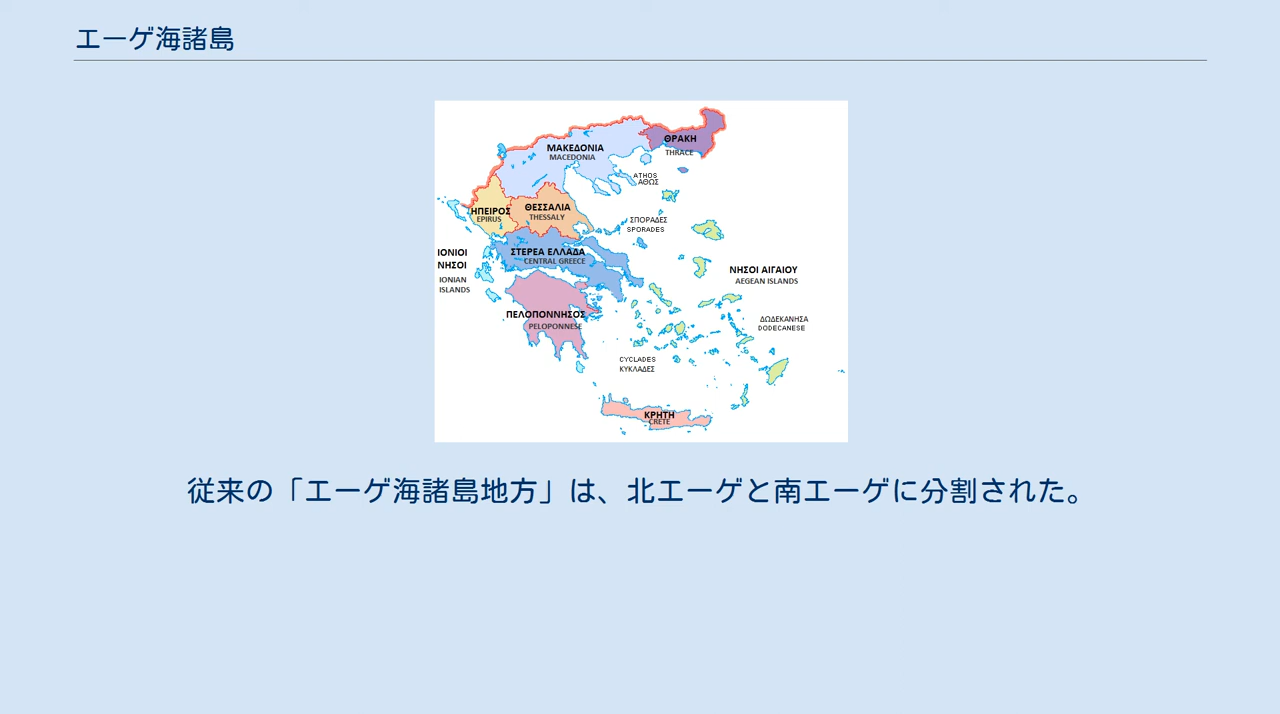 エーゲ海諸島
ΘΡΑΚΗ
THRACE
ΜΑΚΕΔΟΝΙΑ
MACEDONIA
ATHOS
ΑΘΩΣ
ΗΠΕΙΡΟΣ
EPIRUS
ΘΕΣΣΑΛΙΑ
THESSALY
ΣΠΟΡΑΔΕΣ
SPORADES
ΙΟΝΙΟΙ
ΝΗΣΟΙ
IONIAN
ISLANDS
ΣΤΕΡΕΑ ΕΛΛΑΔΑ
CENTRAL GREECE
ΝΗΣΟΙ ΑΙΓΑΙΟΥ
AEGEAN ISLANDS
ΠΕΛΟΠΟΝΝΗΣΟΣ
PELOPONNESE
ΔΩΔΕΚΑΝΗΣΑ
DODECANESE
CYCLADES
ΚΥΚΛΑΔΕΣ
ΚΡΗΤΗ
CRETE
従来の「エーゲ海諸島地方」は、北エーゲと南エーゲに分割された。